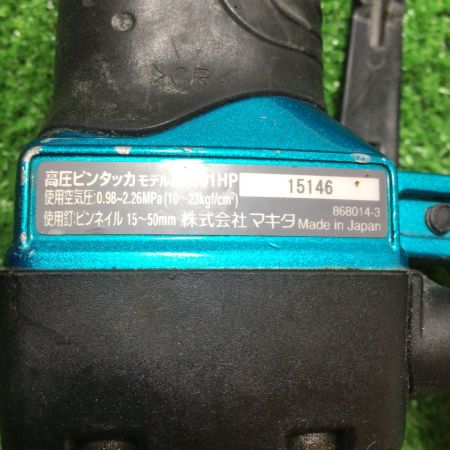 >CR<
高圧ピンタッカ モデル 01HP 15146
使用空気圧:0.98~2.26MPa(10~23kgf/cm²)
868014-3
使用釘:ピンネイル 15~50mm 株式会社 マキタ Made in Japan